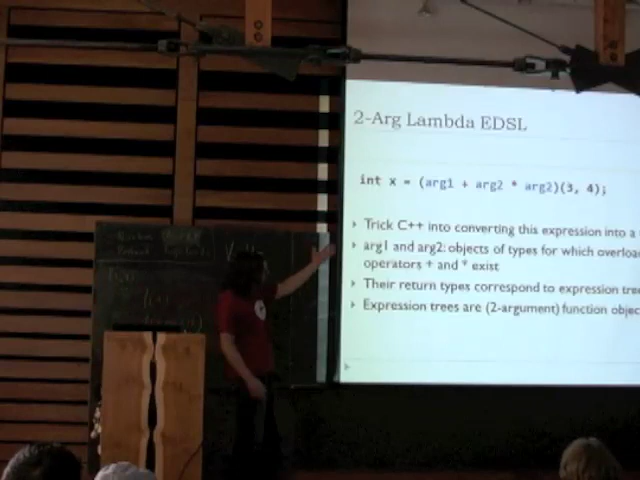 2-Arg Lambda EDSL
int x = (arg1 + arg2 * arg2)(3, 4);
Trick C++ into converting this expression into a
arg1 and arg2: objects of types for which overloa
operators + and * exist
Their return types correspond to expression tre
Expression trees are (2-argument) function objec